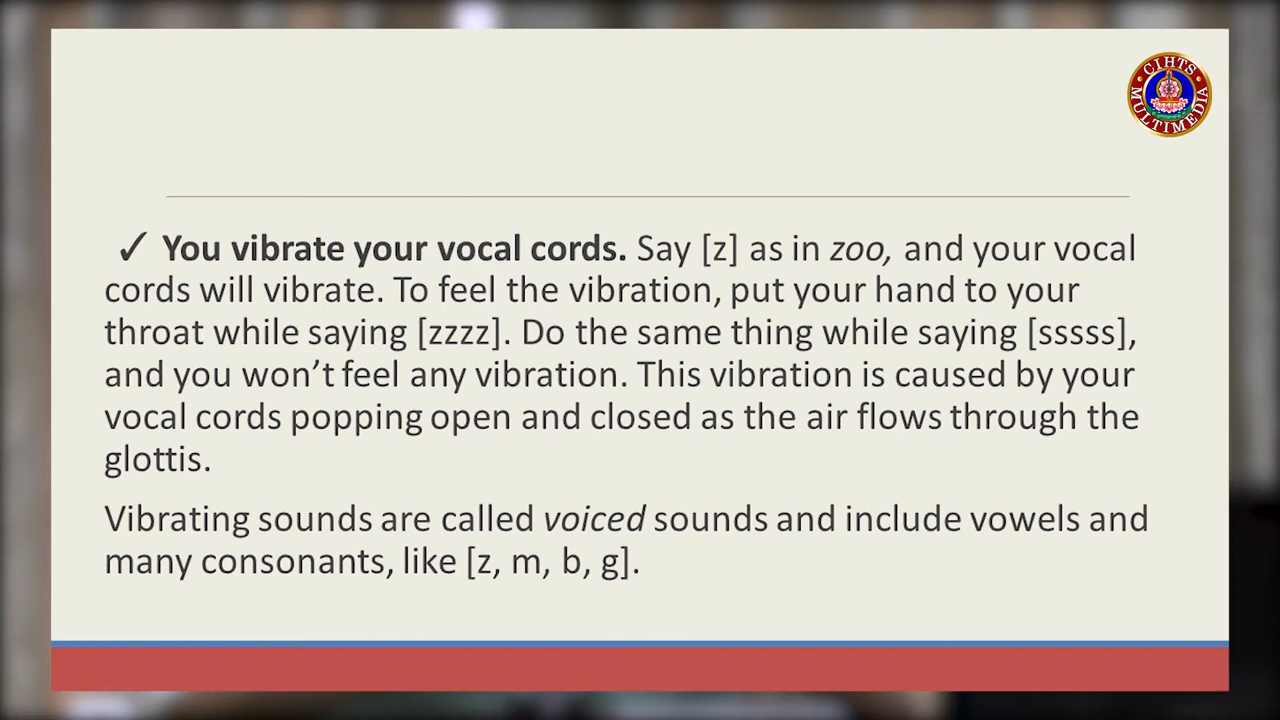 CIHTS
MULTIMEDIA
✓ You vibrate your vocal cords. Say [z] as in zoo, and your vocal
cords will vibrate. To feel the vibration, put your hand to your
throat while saying [zzzz]. Do the same thing while saying [sssss],
and you won’t feel any vibration. This vibration is caused by your
vocal cords popping open and closed as the air flows through the
glottis.
Vibrating sounds are called voiced sounds and include vowels and
many consonants, like [z, m, b, g].